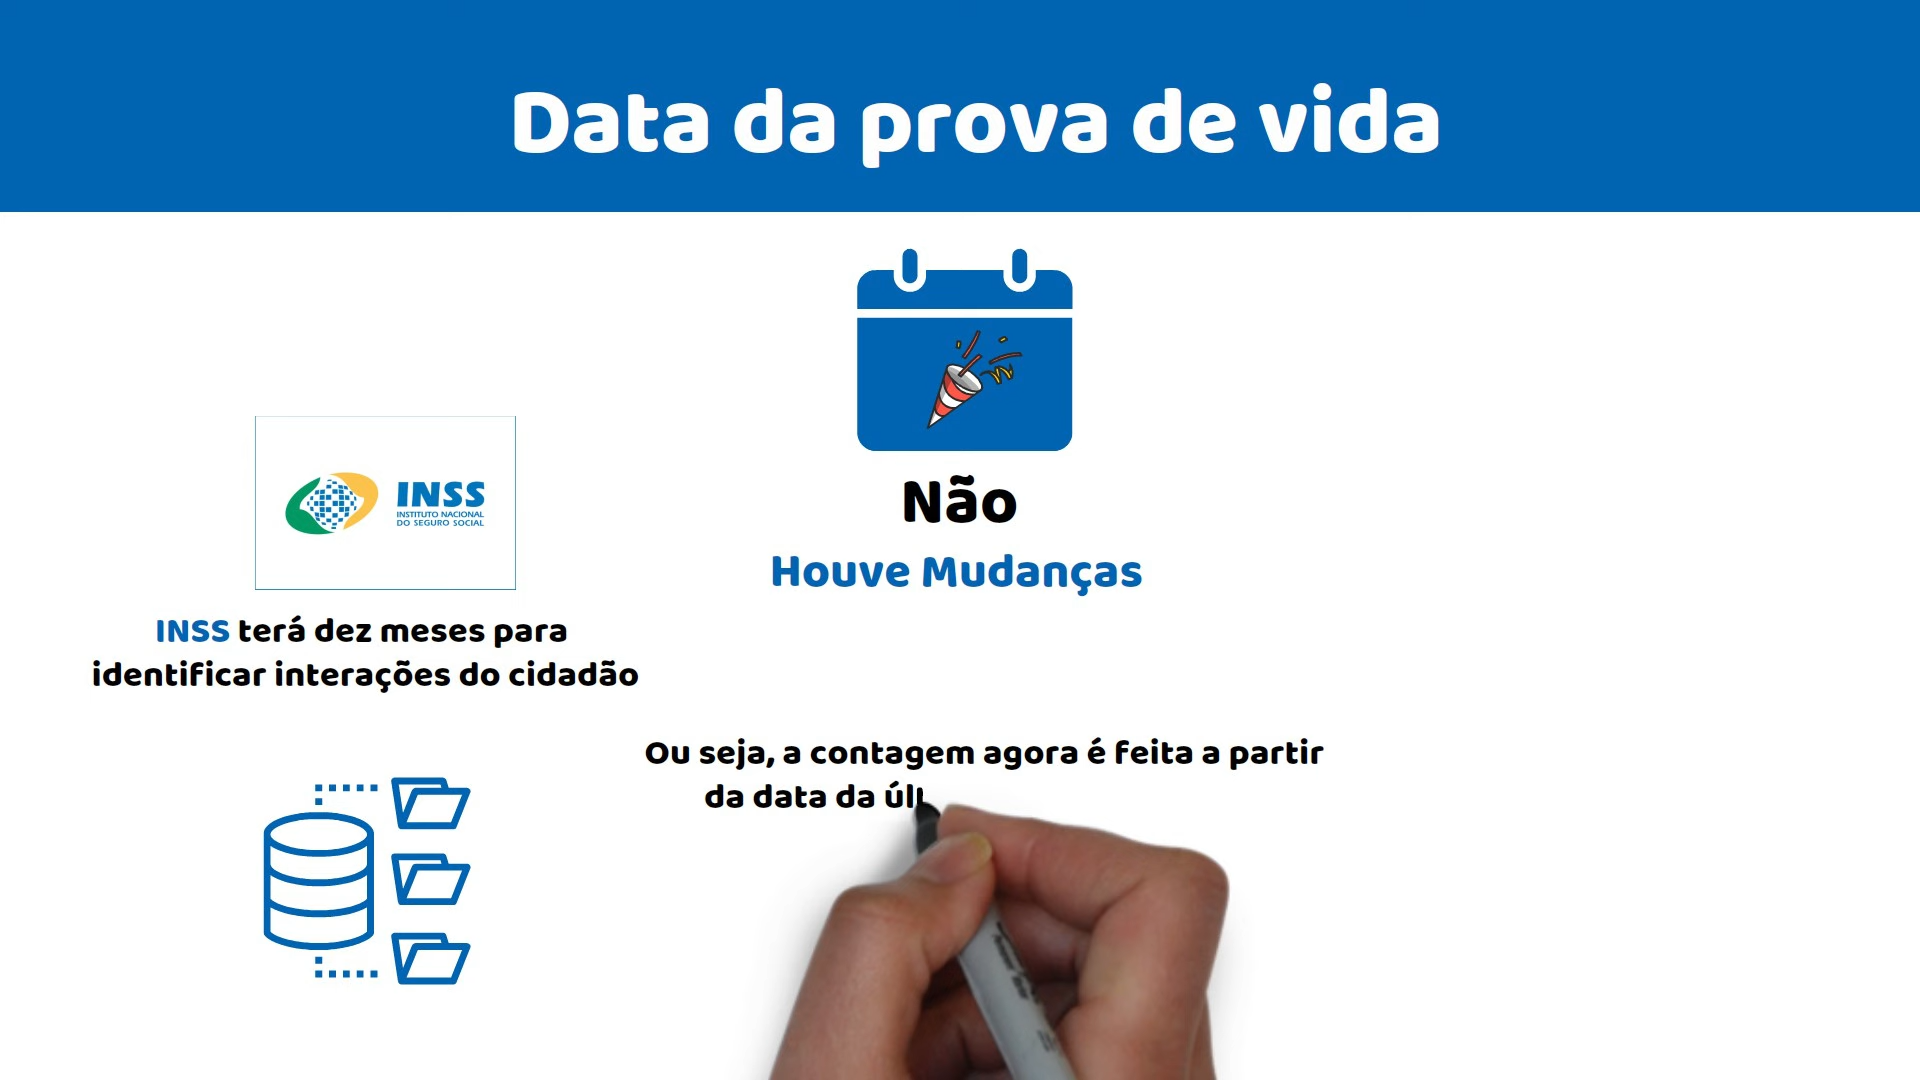 Data da prova de vida
Não
Houve Mudanças
INSS
INSTITUTO NACIONAL
DO SEGURO SOCIAL
INSS terá dez meses para
identificar interações do cidadão
Ou seja, a contagem agora é feita a partir
da data da